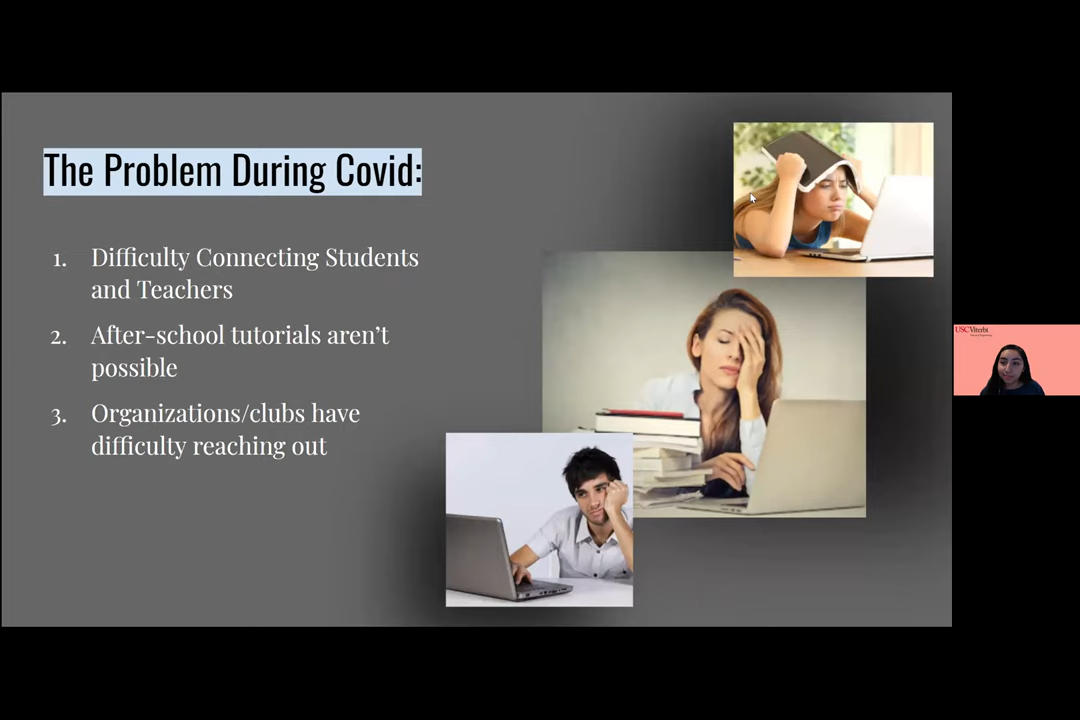 The Problem During Covid:
1. Difficulty Connecting Students
and Teachers
2. After-school tutorials aren’t
possible
3. Organizations/clubs have
difficulty reaching out
USC Viterbi